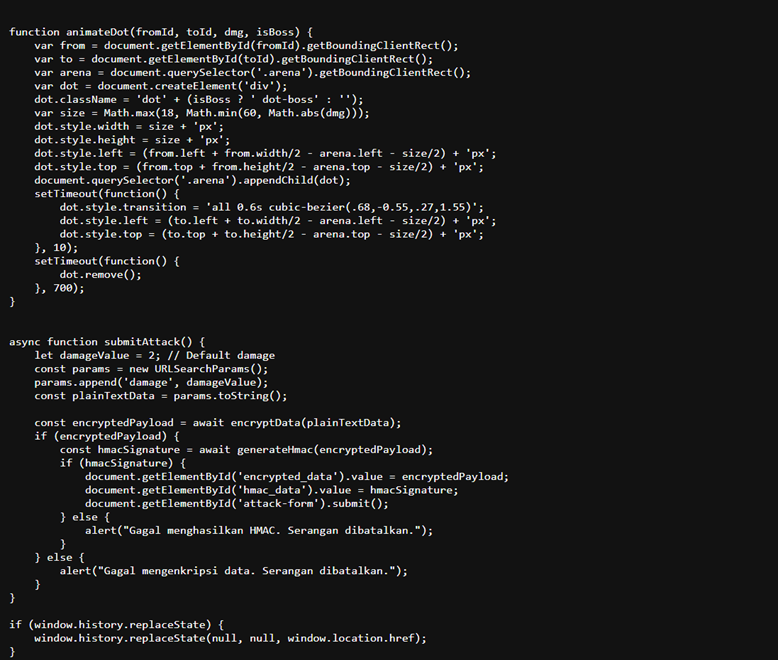 function animateDot(fromId, toId, dmg, isBoss) {
    var from = document.getElementById(fromId).getBoundingClientRect();
    var to = document.getElementById(toId).getBoundingClientRect();
    var arena = document.querySelector('.arena').getBoundingClientRect();
    var dot = document.createElement('div');
    dot.className = 'dot' + (isBoss ? ' dot-boss' : '');
    var size = Math.max(18, Math.min(60, Math.abs(dmg)));
    dot.style.width = size + 'px';
    dot.style.height = size + 'px';
    dot.style.left = (from.left + from.width/2 - arena.left - size/2) + 'px';
    dot.style.top = (from.top + from.height/2 - arena.top - size/2) + 'px';
    document.querySelector('.arena').appendChild(dot);
    setTimeout(function() {
        dot.style.transition = 'all 0.6s cubic-bezier(.68,-0.55,.27,1.55)';
        dot.style.left = (to.left + to.width/2 - arena.left - size/2) + 'px';
        dot.style.top = (to.top + to.height/2 - arena.top - size/2) + 'px';
    }, 10);
    setTimeout(function() {
        dot.remove();
    }, 700);
}

async function submitAttack() {
    let damageValue = 2; // Default damage
    const params = new URLSearchParams();
    params.append('damage', damageValue);
    const plainTextData = params.toString();

    const encryptedPayload = await encryptData(plainTextData);
    if (encryptedPayload) {
        const hmacSignature = await generateHmac(encryptedPayload);
        if (hmacSignature) {
            document.getElementById('encrypted_data').value = encryptedPayload;
            document.getElementById('hmac_data').value = hmacSignature;
            document.getElementById('attack-form').submit();
        } else {
            alert("Gagal menghasilkan HMAC. Serangan dibatalkan.");
        }
    } else {
        alert("Gagal mengenkripsi data. Serangan dibatalkan.");
    }
}

if (window.history.replaceState) {
    window.history.replaceState(null, null, window.location.href);
}